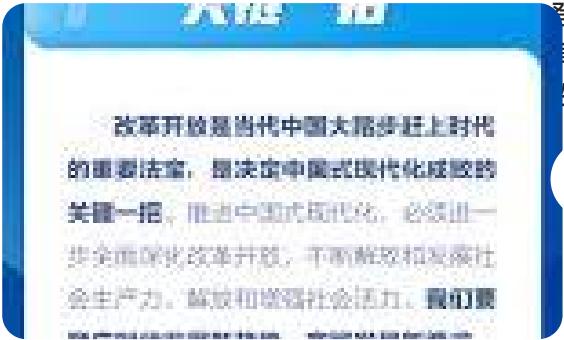 改革开放是当代中国大踏步赶上时代
的重要法宝，是决定中国式现代化成败的
关键一招。推进中国式现代化，必须进一
步全面深化改革开放，不断解放和发展社
会生产力、解放和增强社会活力。我们要